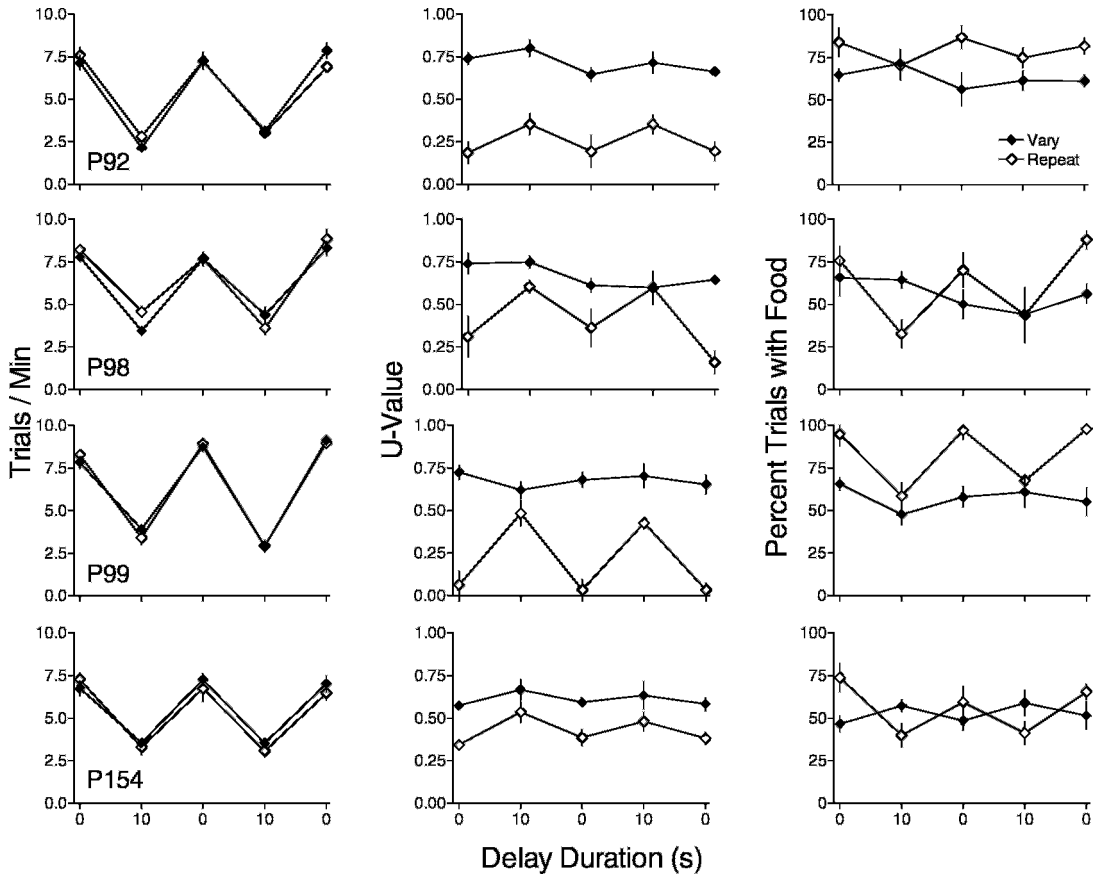 10.0 7.5 5.0 2.5 0.0 P92
1.00 0.75 0.50 0.25 0.00
100 75 50 25 0
Vary
Repeat
10.0 7.5 5.0 2.5 0.0 P98
1.00 0.75 0.50 0.25 0.00
100 75 50 25 0
Trials / Min
U-Value
Percent Trials with Food
10.0 7.5 5.0 2.5 0.0 P99
1.00 0.75 0.50 0.25 0.00
100 75 50 25 0
10.0 7.5 5.0 2.5 0.0 P154
1.00 0.75 0.50 0.25 0.00
100 75 50 25 0
0 10 0 10 0
0 10 0 10 0
0 10 0 10 0
Delay Duration (s)